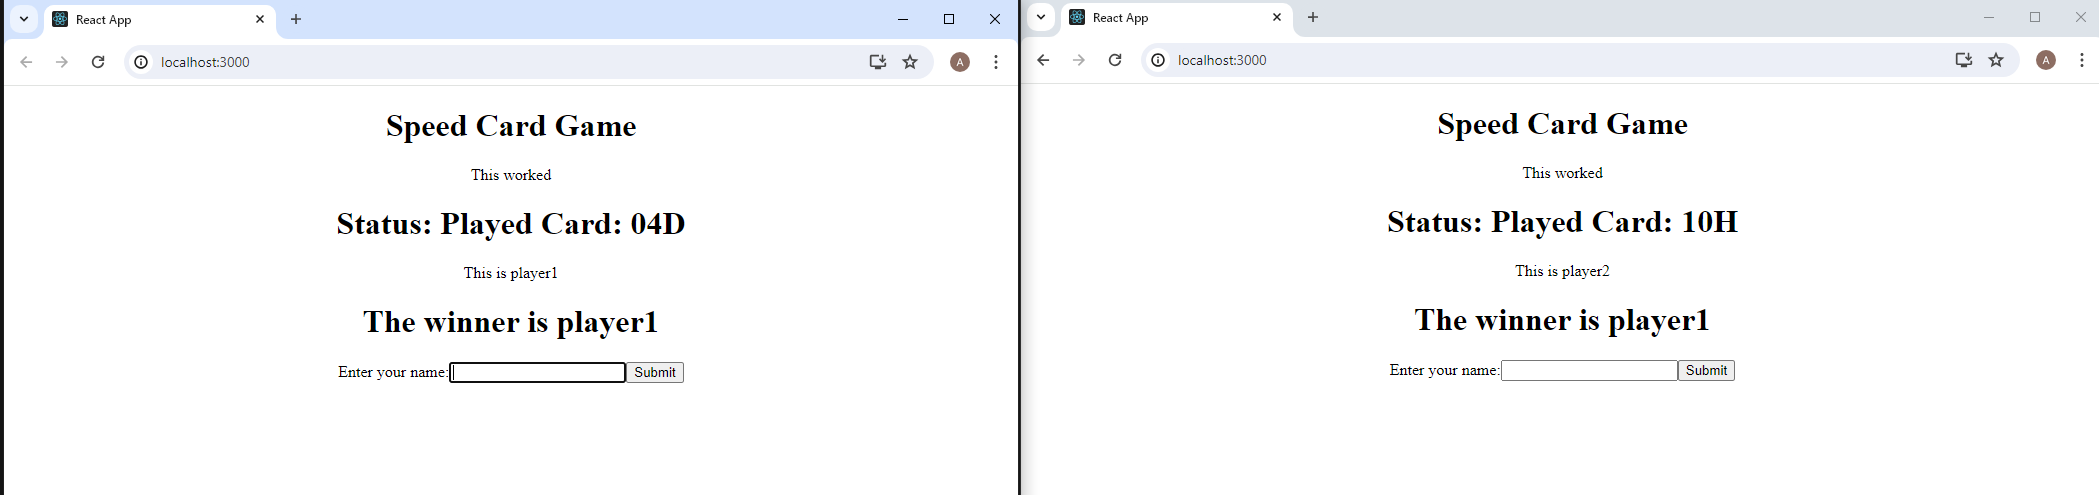 React App
localhost:3000
A
Speed Card Game
This worked
Status: Played Card: 04D
This is player1
The winner is player1
Enter your name:
Submit
React App
localhost:3000
A
Speed Card Game
This worked
Status: Played Card: 10H
This is player2
The winner is player1
Enter your name:
Submit